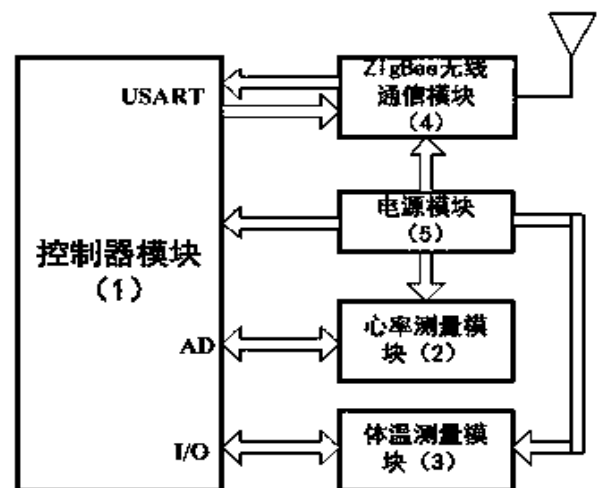 ZigBee无线
通信模块
（4）
USART
电源模块
（5）
控制器模块
（1）
心率测量模
块（2）
AD
体温测量模
块（3）
I/O